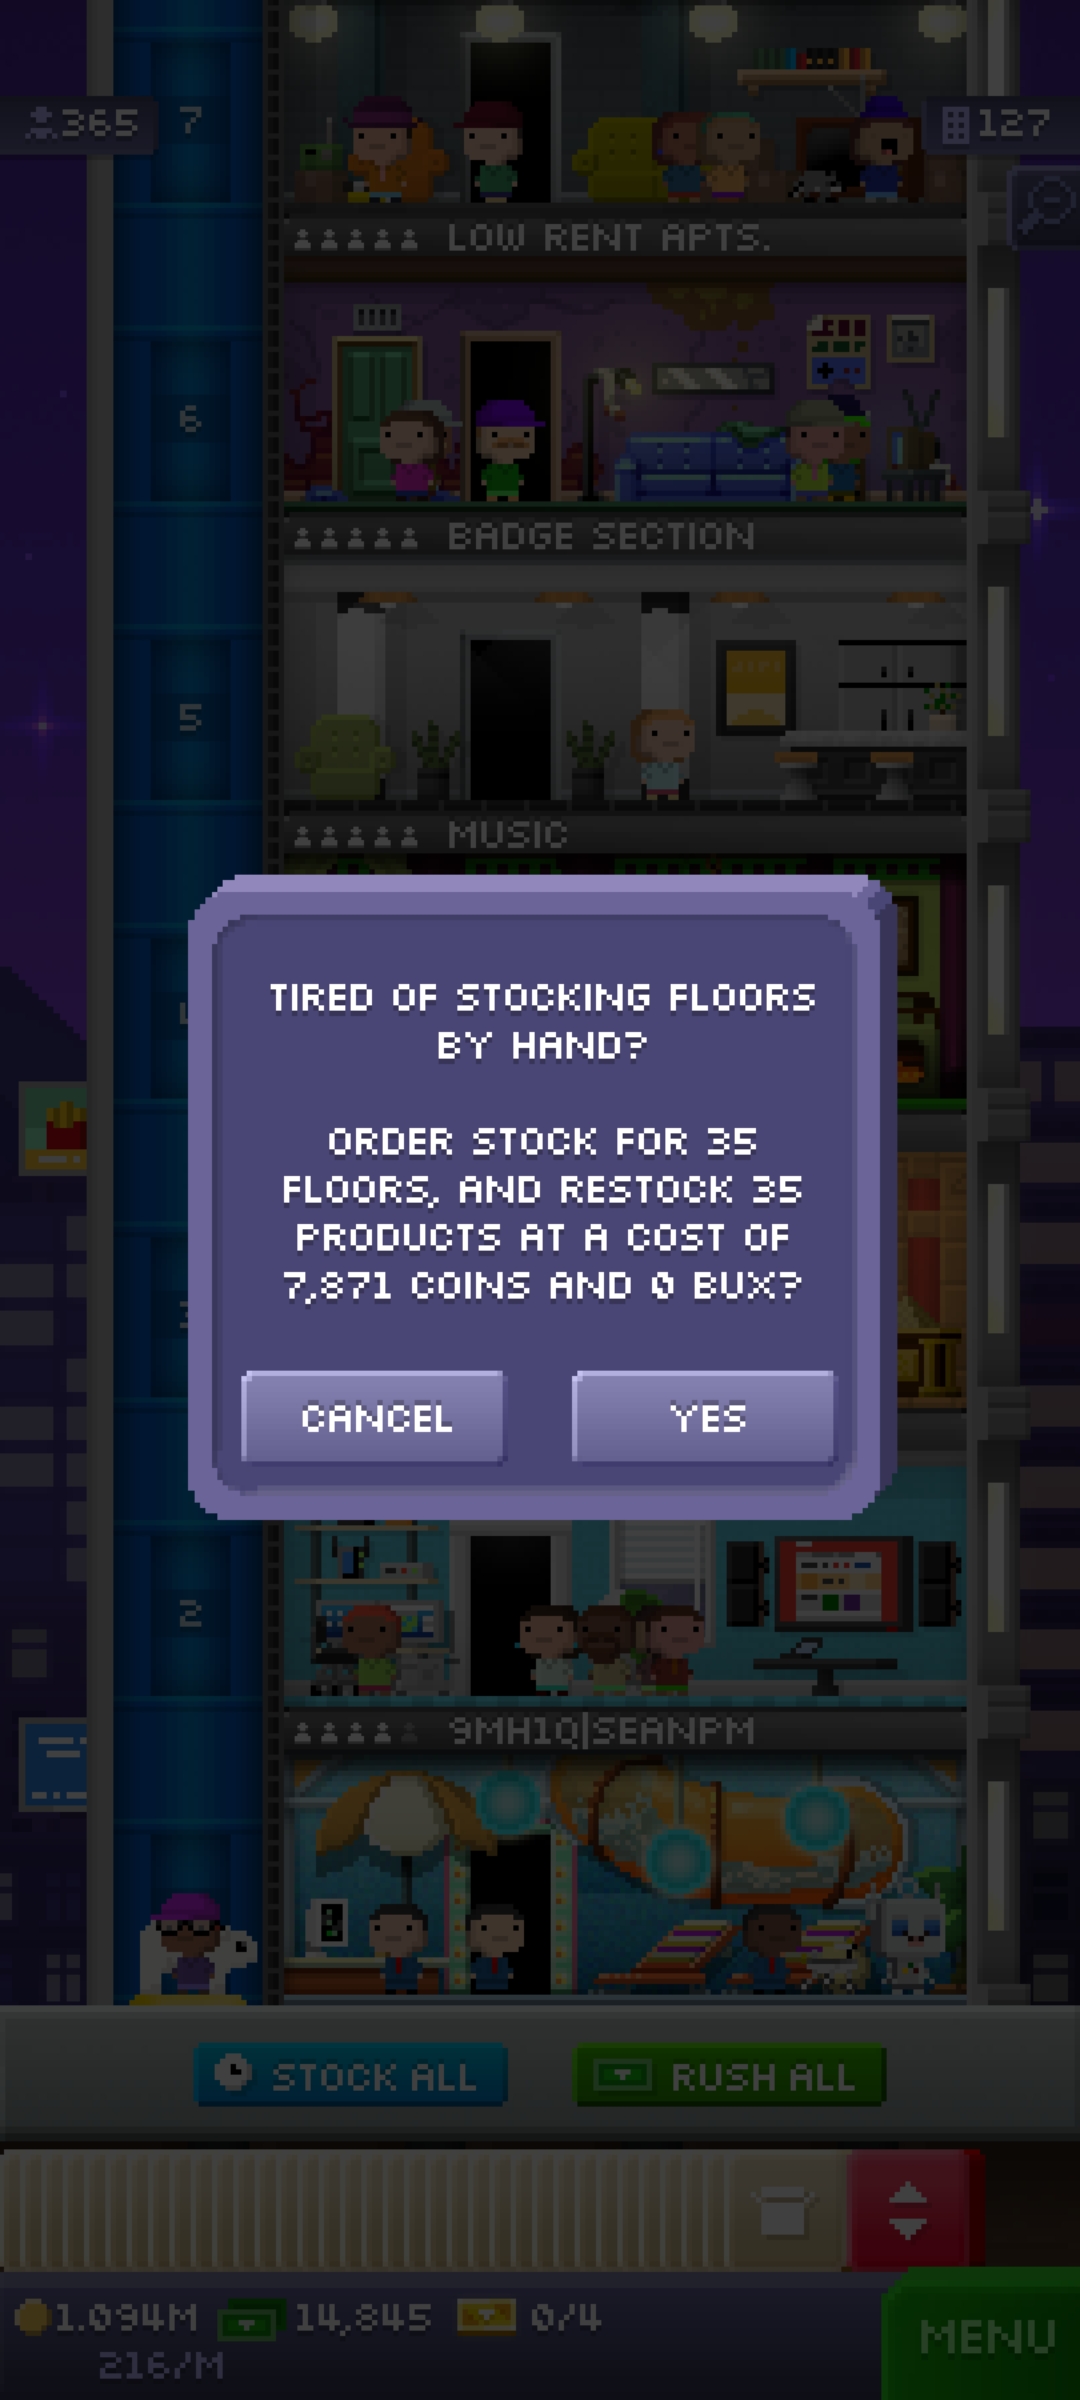 365
7
127
LOW RENT APTS.
6
BADGE SECTION
5
MUSIC
TIRED OF STOCKING FLOORS
BY HAND?
ORDER STOCK FOR 35
FLOORS, AND RESTOCK 35
PRODUCTS AT A COST OF
7,871 COINS AND 0 BUX?
CANCEL
YES
2
9MH1Q|SEANPM
STOCK ALL
RUSH ALL
1.094M
14,845
0/4
216/M
MENU